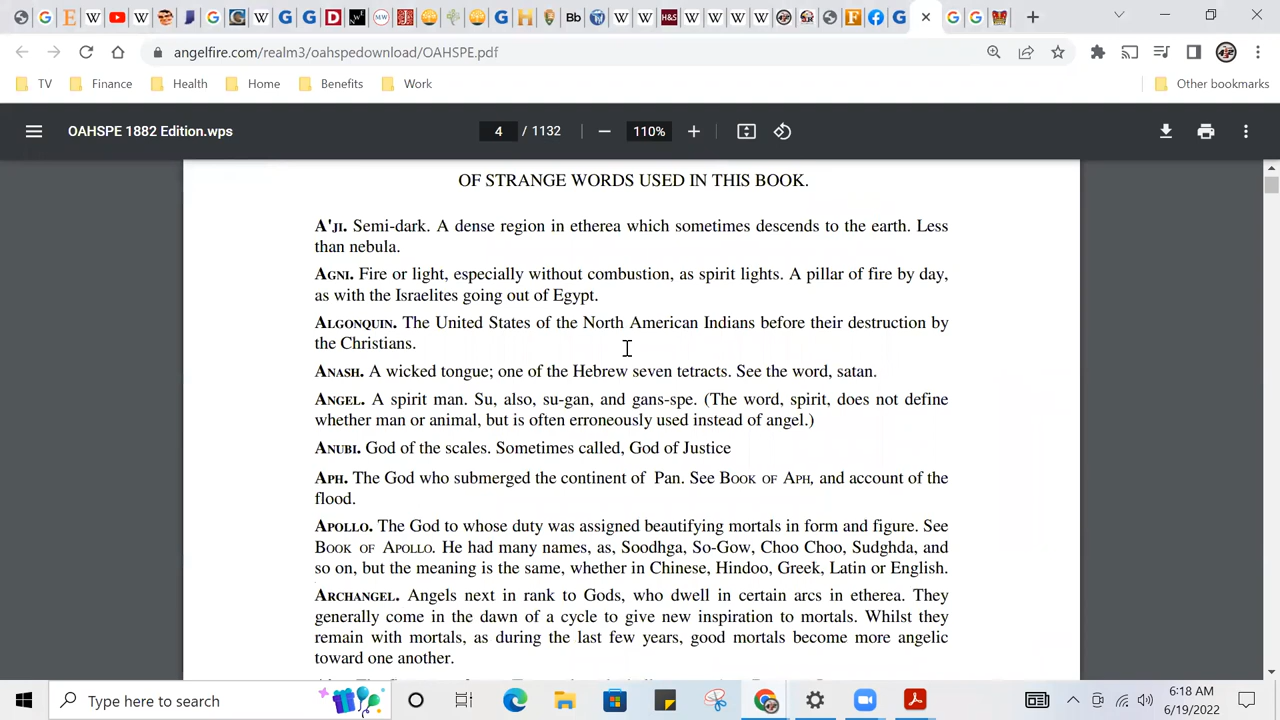 angelfire.com/realm3/oahspedownload/OAHSPE.pdf
TV Finance Health Home Benefits Work Other bookmarks
OAHSPE 1882 Edition.wps 4 / 1132 110%
OF STRANGE WORDS USED IN THIS BOOK.
A'JI. Semi-dark. A dense region in etherea which sometimes descends to the earth. Less
than nebula.
AGNI. Fire or light, especially without combustion, as spirit lights. A pillar of fire by day,
as with the Israelites going out of Egypt.
ALGONQUIN. The United States of the North American Indians before their destruction by
the Christians.
ANASH. A wicked tongue; one of the Hebrew seven tetracts. See the word, satan.
ANGEL. A spirit man. Su, also, su-gan, and gans-spe. (The word, spirit, does not define
whether man or animal, but is often erroneously used instead of angel.)
ANUBI. God of the scales. Sometimes called, God of Justice
APH. The God who submerged the continent of Pan. See BOOK OF APH, and account of the
flood.
APOLLO. The God to whose duty was assigned beautifying mortals in form and figure. See
BOOK OF APOLLO. He had many names, as, Soodhga, So-Gow, Choo Choo, Sudghda, and
so on, but the meaning is the same, whether in Chinese, Hindoo, Greek, Latin or English.
ARCHANGEL. Angels next in rank to Gods, who dwell in certain arcs in etherea. They
generally come in the dawn of a cycle to give new inspiration to mortals. Whilst they
remain with mortals, as during the last few years, good mortals become more angelic
toward one another.
Type here to search
6:18 AM
6/19/2022